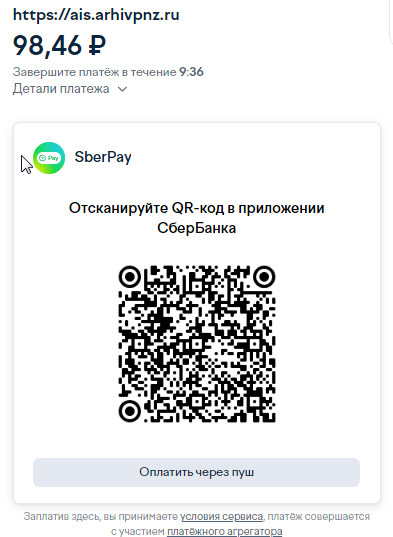 https://ais.arhivpnz.ru
98,46 ₽
Завершите платёж в течение 9:36
Детали платежа
Pay
SberPay
Отсканируйте QR-код в приложении
СберБанка
Оплатить через пуш
Заплатив здесь, вы принимаете условия сервиса, платёж совершается
с участием платёжного агрегатора